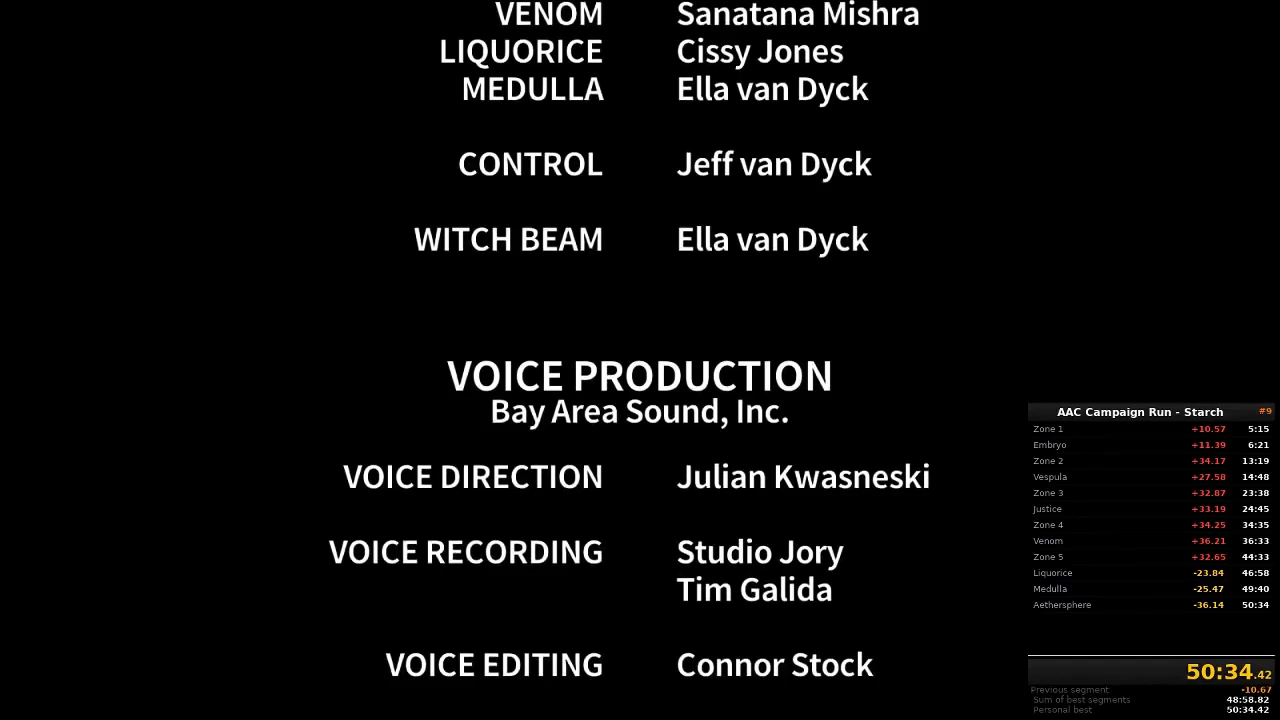 VENOM Sanatana Mishra
LIQUORICE Cissy Jones
MEDULLA Ella van Dyck
CONTROL Jeff van Dyck
WITCH BEAM Ella van Dyck
VOICE PRODUCTION
Bay Area Sound, Inc.
VOICE DIRECTION Julian Kwasneski
VOICE RECORDING Studio Jory
Tim Galida
VOICE EDITING Connor Stock
AAC Campaign Run - Starch #9
Zone 1 +10.57 5:15
Embryo +11.39 6:21
Zone 2 +34.17 13:19
Vespula +27.58 14:48
Zone 3 +32.87 23:38
Justice +33.19 24:45
Zone 4 +34.25 34:35
Venom +36.21 36:33
Zone 5 +32.65 44:33
Liquorice -23.84 46:58
Medulla -25.47 49:40
Aethersphere -36.14 50:34
50:34.42
Previous segment -10.67
Sum of best segments 48:58.82
Personal best 50:34.42